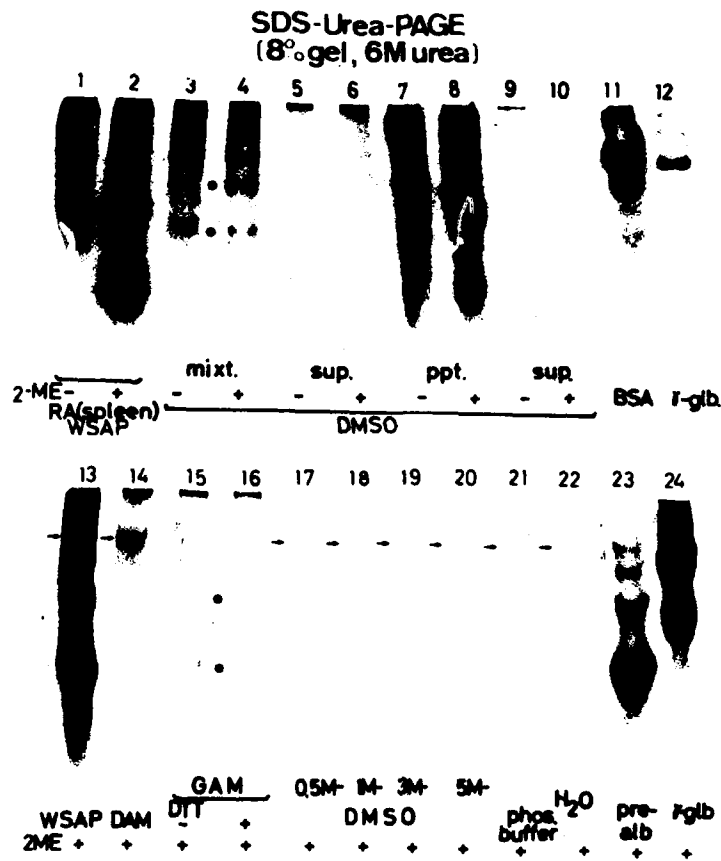 SDS-Urea-PAGE
(8% gel, 6M urea)
1 2 3 4 5 6 7 8 9 10 11 12
mixt. sup. ppt. sup.
2-ME - + - + - + - + - + BSA γ-glb.
RA(spleen)
WSAP DMSO
13 14 15 16 17 18 19 20 21 22 23 24
GAM 0,5M- 1M- 3M- 5M- H2O
WSAP DAM DTT - + DMSO phos. buffer pre-alb γ-glb
2ME + + + + + + + + + + + +